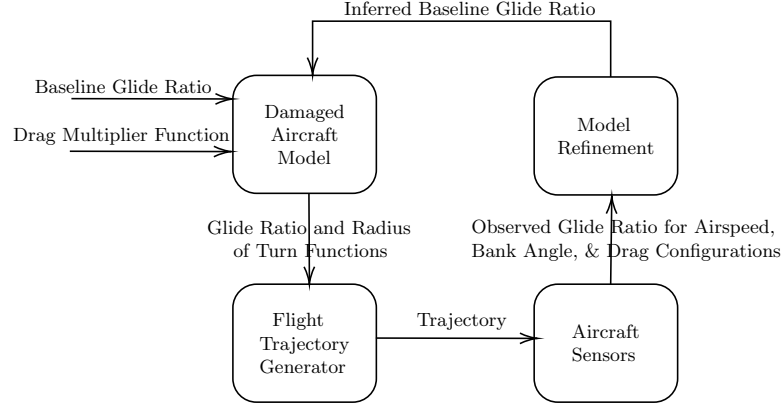 Inferred Baseline Glide Ratio
Baseline Glide Ratio
Drag Multiplier Function
Damaged
Aircraft
Model
Model
Refinement
Glide Ratio and Radius
of Turn Functions
Observed Glide Ratio for Airspeed,
Bank Angle, & Drag Configurations
Flight
Trajectory
Generator
Trajectory
Aircraft
Sensors